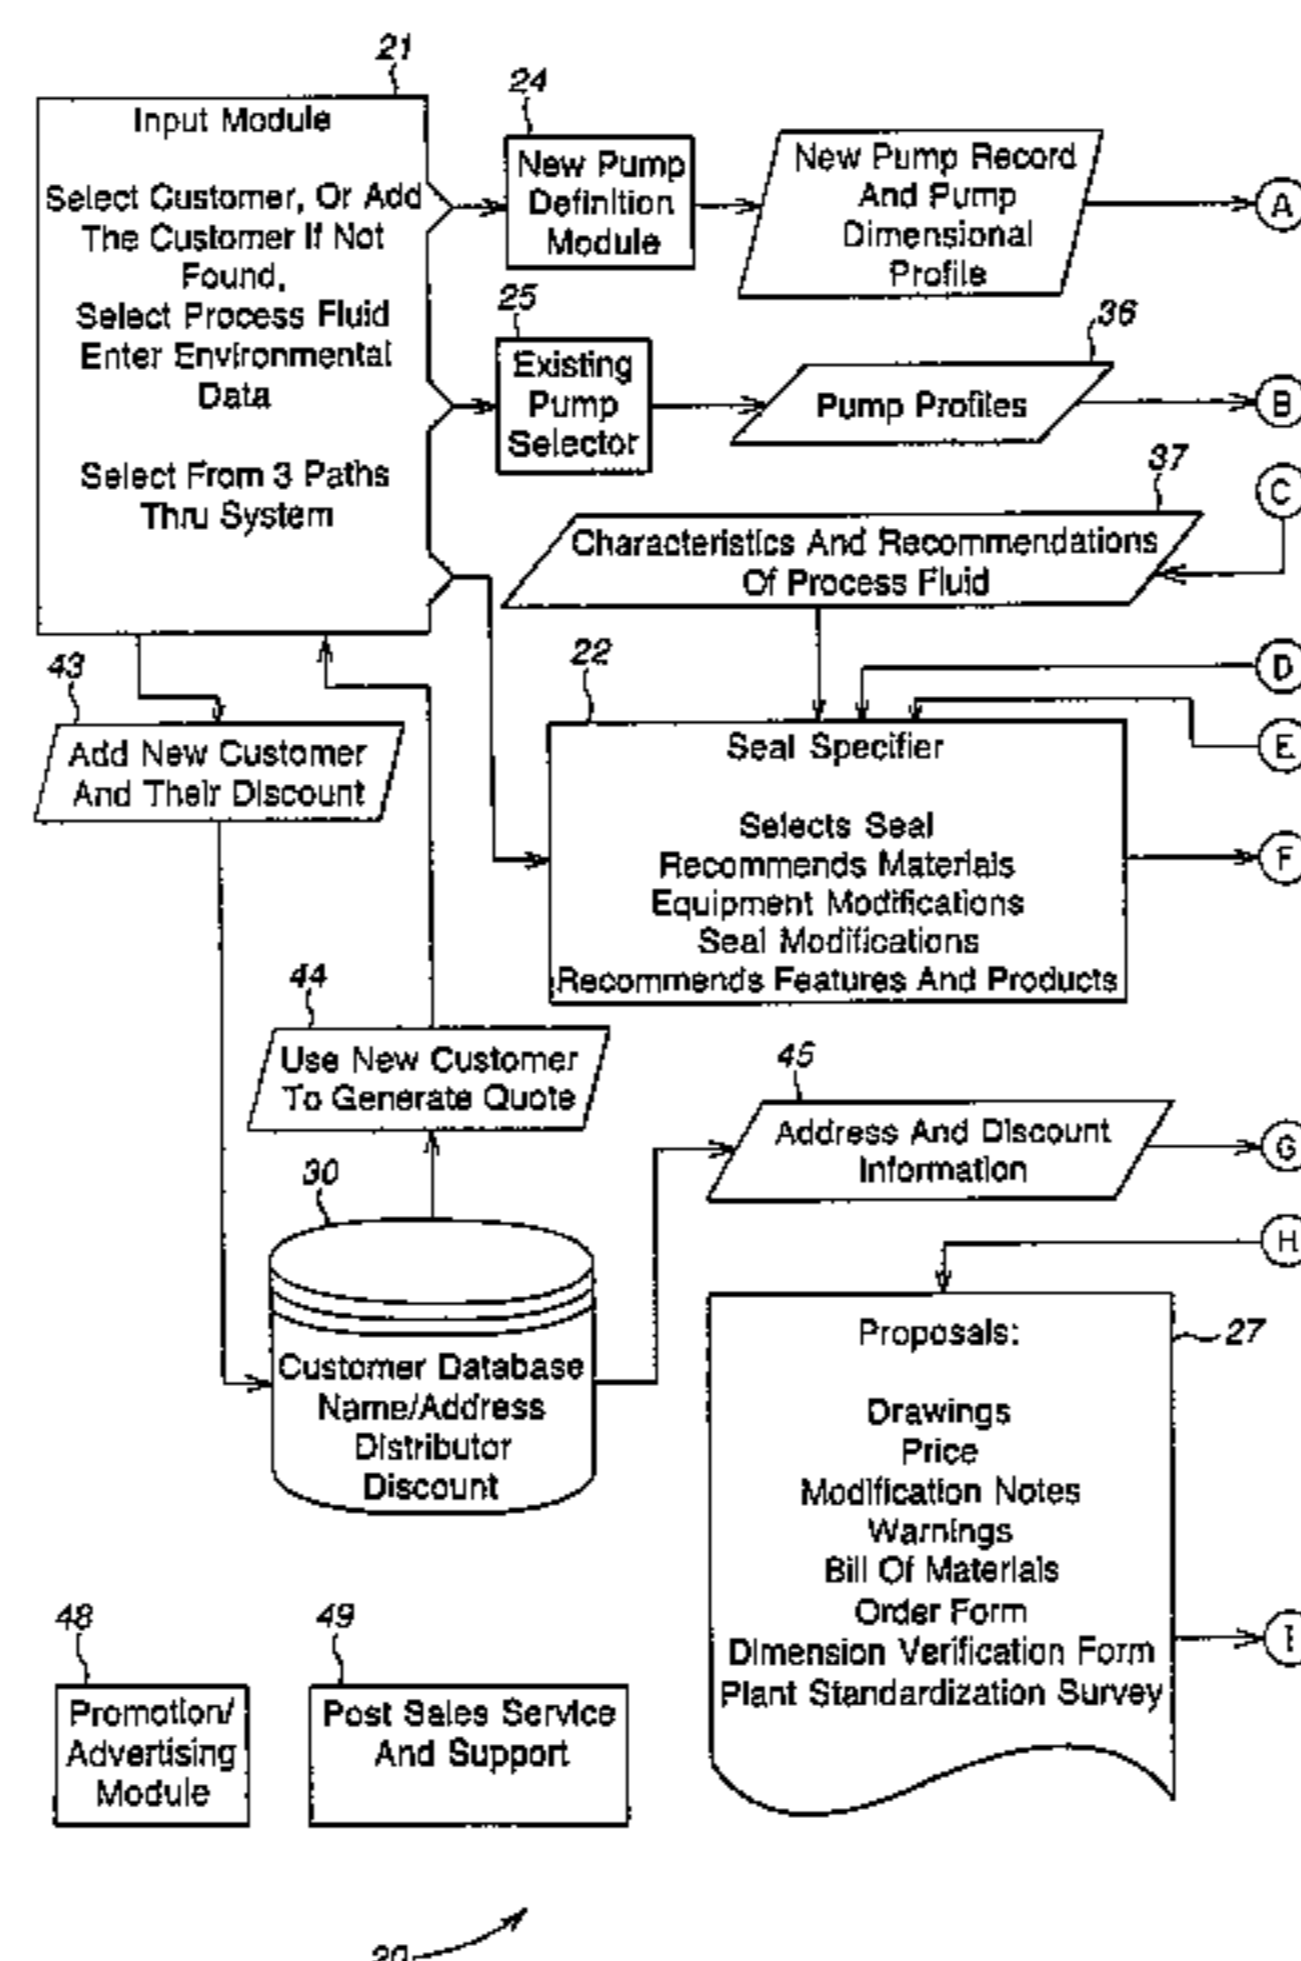 21
Input Module
Select Customer, Or Add
The Customer If Not
Found,
Select Process Fluid
Enter Environmental
Data
Select From 3 Paths
Thru System
24
New Pump
Definition
Module
New Pump Record
And Pump
Dimensional
Profile
A
25
Existing
Pump
Selector
36
Pump Profiles
B
37
Characteristics And Recommendations
Of Process Fluid
C
43
Add New Customer
And Their Discount
22
Seal Specifier
Selects Seal
Recommends Materials
Equipment Modifications
Seal Modifications
Recommends Features And Products
D
E
F
44
Use New Customer
To Generate Quote
45
Address And Discount
Information
G
30
Customer Database
Name/Address
Distributor
Discount
H
27
Proposals:
Drawings
Price
Modification Notes
Warnings
Bill Of Materials
Order Form
Dimension Verification Form
Plant Standardization Survey
I
48
Promotion/
Advertising
Module
49
Post Sales Service
And Support